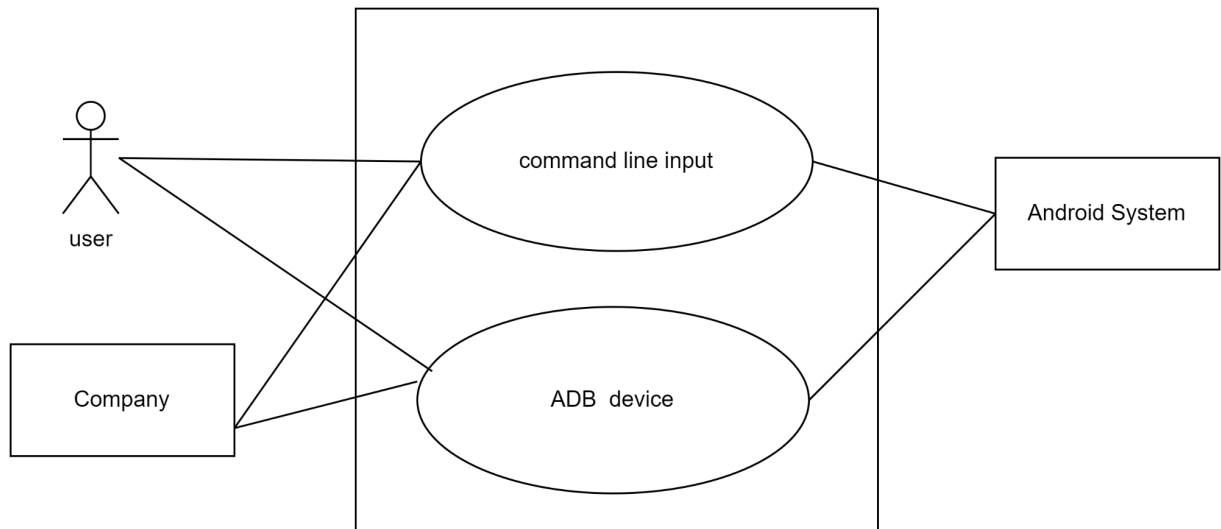 command line input
Android System
user
Company
ADB device